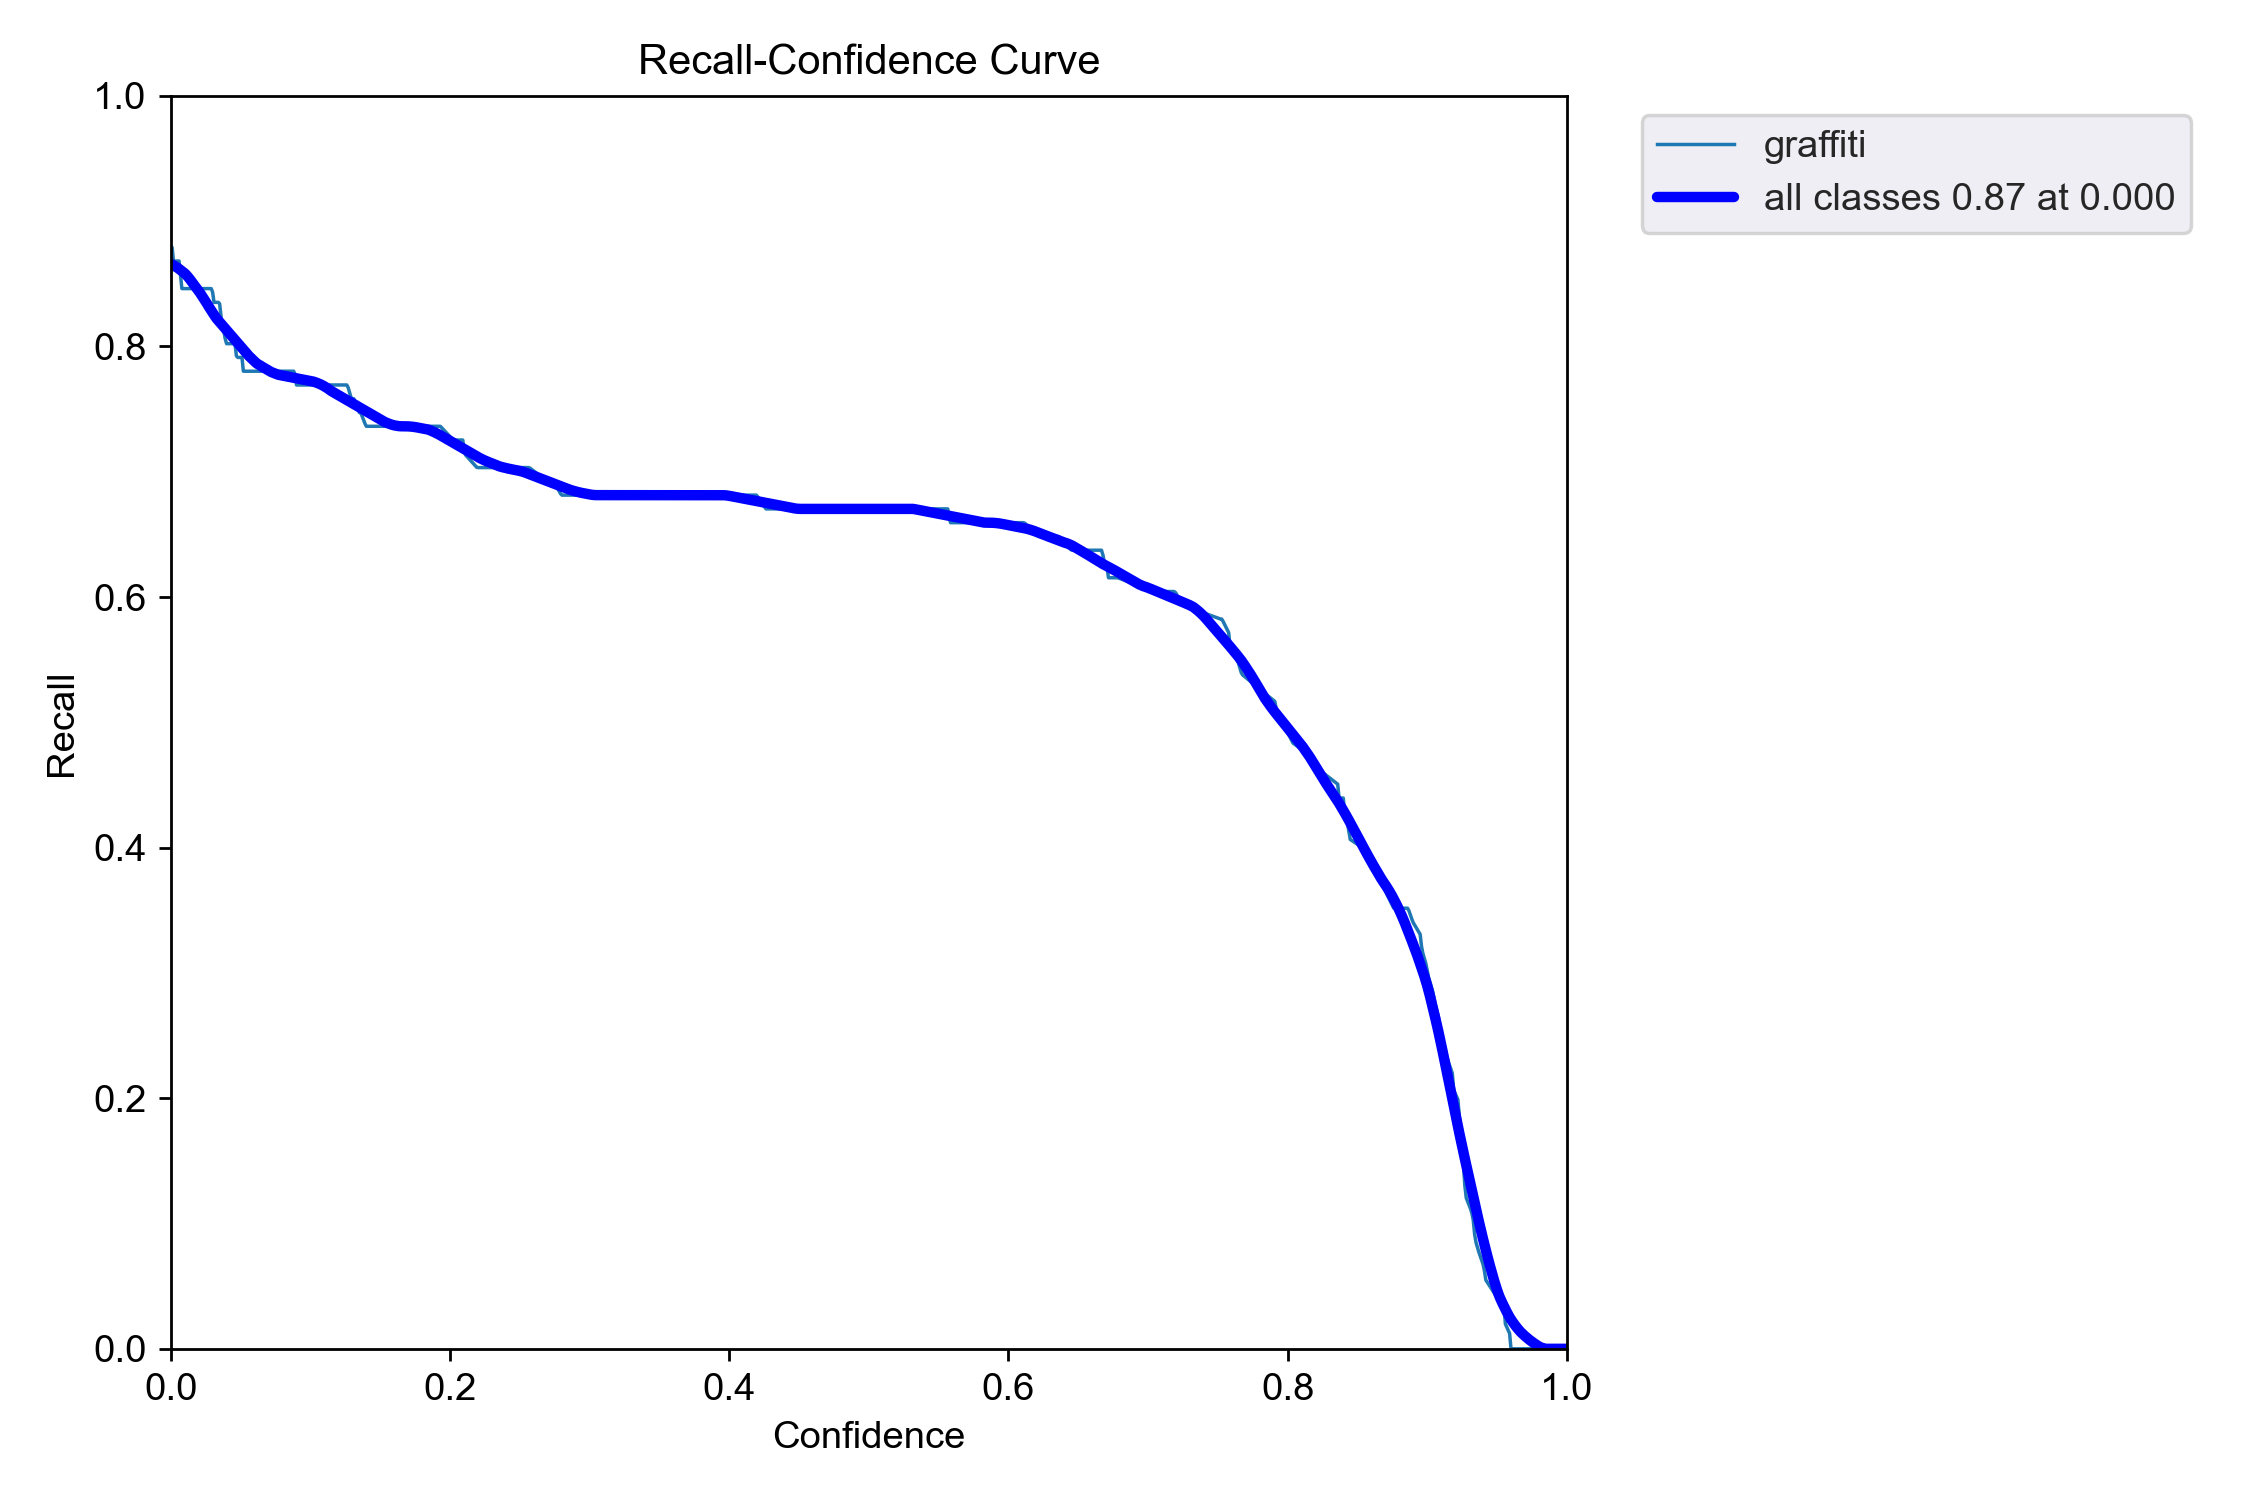 Recall-Confidence Curve
1.0
0.8
0.6
0.4
0.2
0.0
Recall
0.0 0.2 0.4 0.6 0.8 1.0
Confidence
graffiti
all classes 0.87 at 0.000